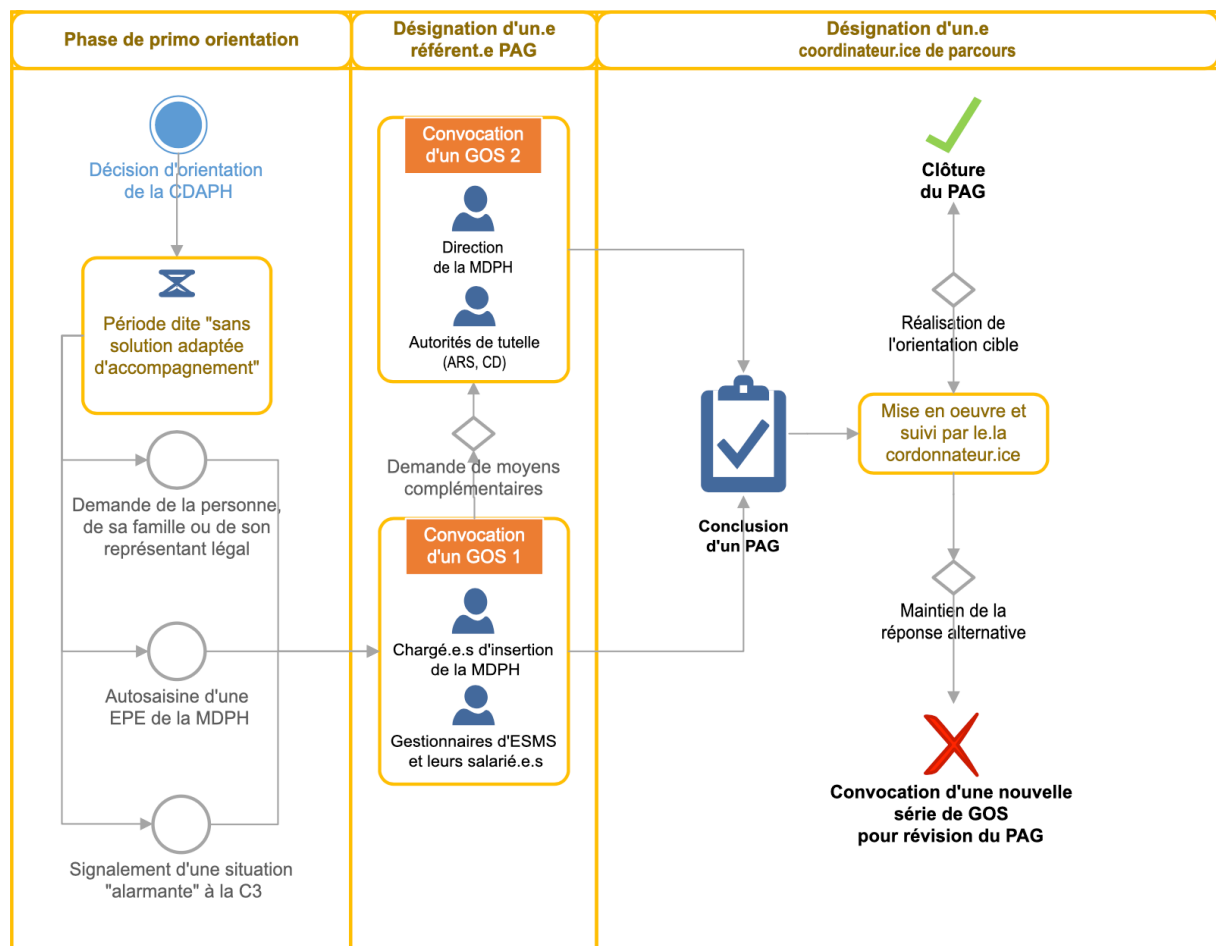 Phase de primo orientation
Désignation d'un.e
référent.e PAG
Désignation d'un.e
coordinateur.ice de parcours
Décision d'orientation
de la CDAPH
Période dite "sans
solution adaptée
d'accompagnement"
Demande de la personne,
de sa famille ou de son
représentant légal
Autosaisine d'une
EPE de la MDPH
Signalement d'une situation
"alarmante" à la C3
Convocation
d'un GOS 2
Direction
de la MDPH
Autorités de tutelle
(ARS, CD)
Demande de moyens
complémentaires
Convocation
d'un GOS 1
Chargé.e.s d'insertion
de la MDPH
Gestionnaires d'ESMS
et leurs salarié.e.s
Conclusion
d'un PAG
Clôture
du PAG
Réalisation de
l'orientation cible
Mise en oeuvre et
suivi par le.la
cordonnateur.ice
Maintien de la
réponse alternative
Convocation d'une nouvelle
série de GOS
pour révision du PAG